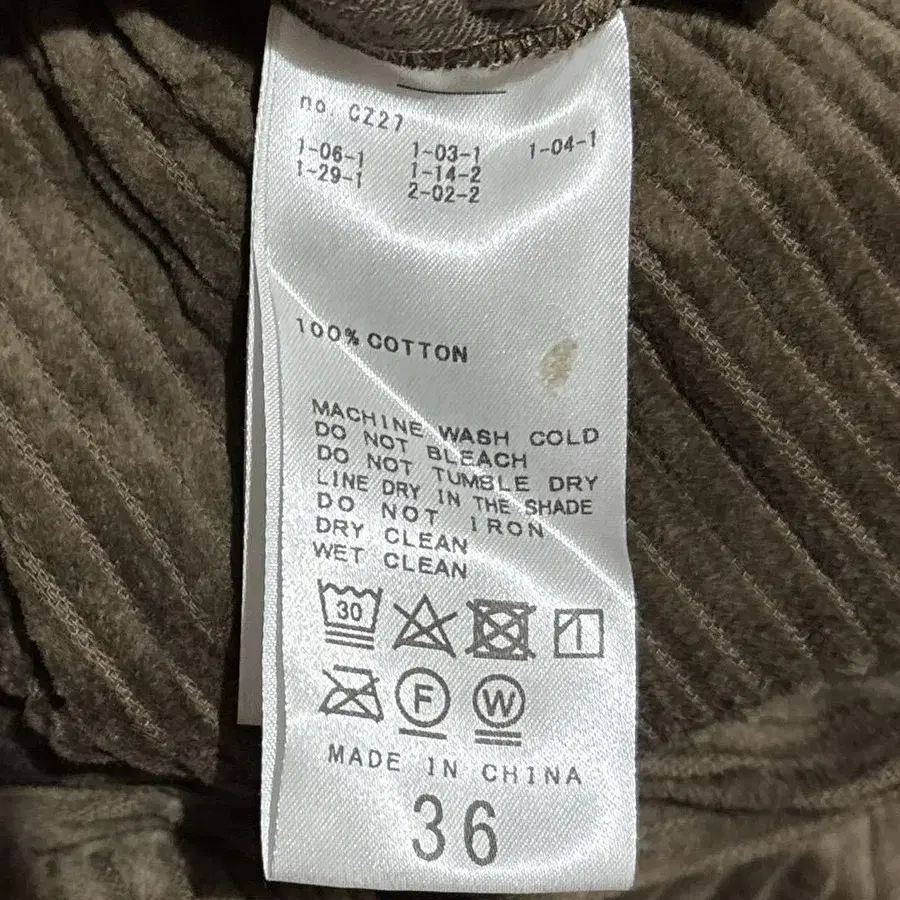 no. CZ27
1-06-1 1-03-1 1-04-1
1-29-1 1-14-2
2-02-2
100% COTTON
MACHINE WASH COLD
DO NOT BLEACH
DO NOT TUMBLE DRY
LINE DRY IN THE SHADE
DO NOT IRON
DRY CLEAN
WET CLEAN
30
F W
MADE IN CHINA
36